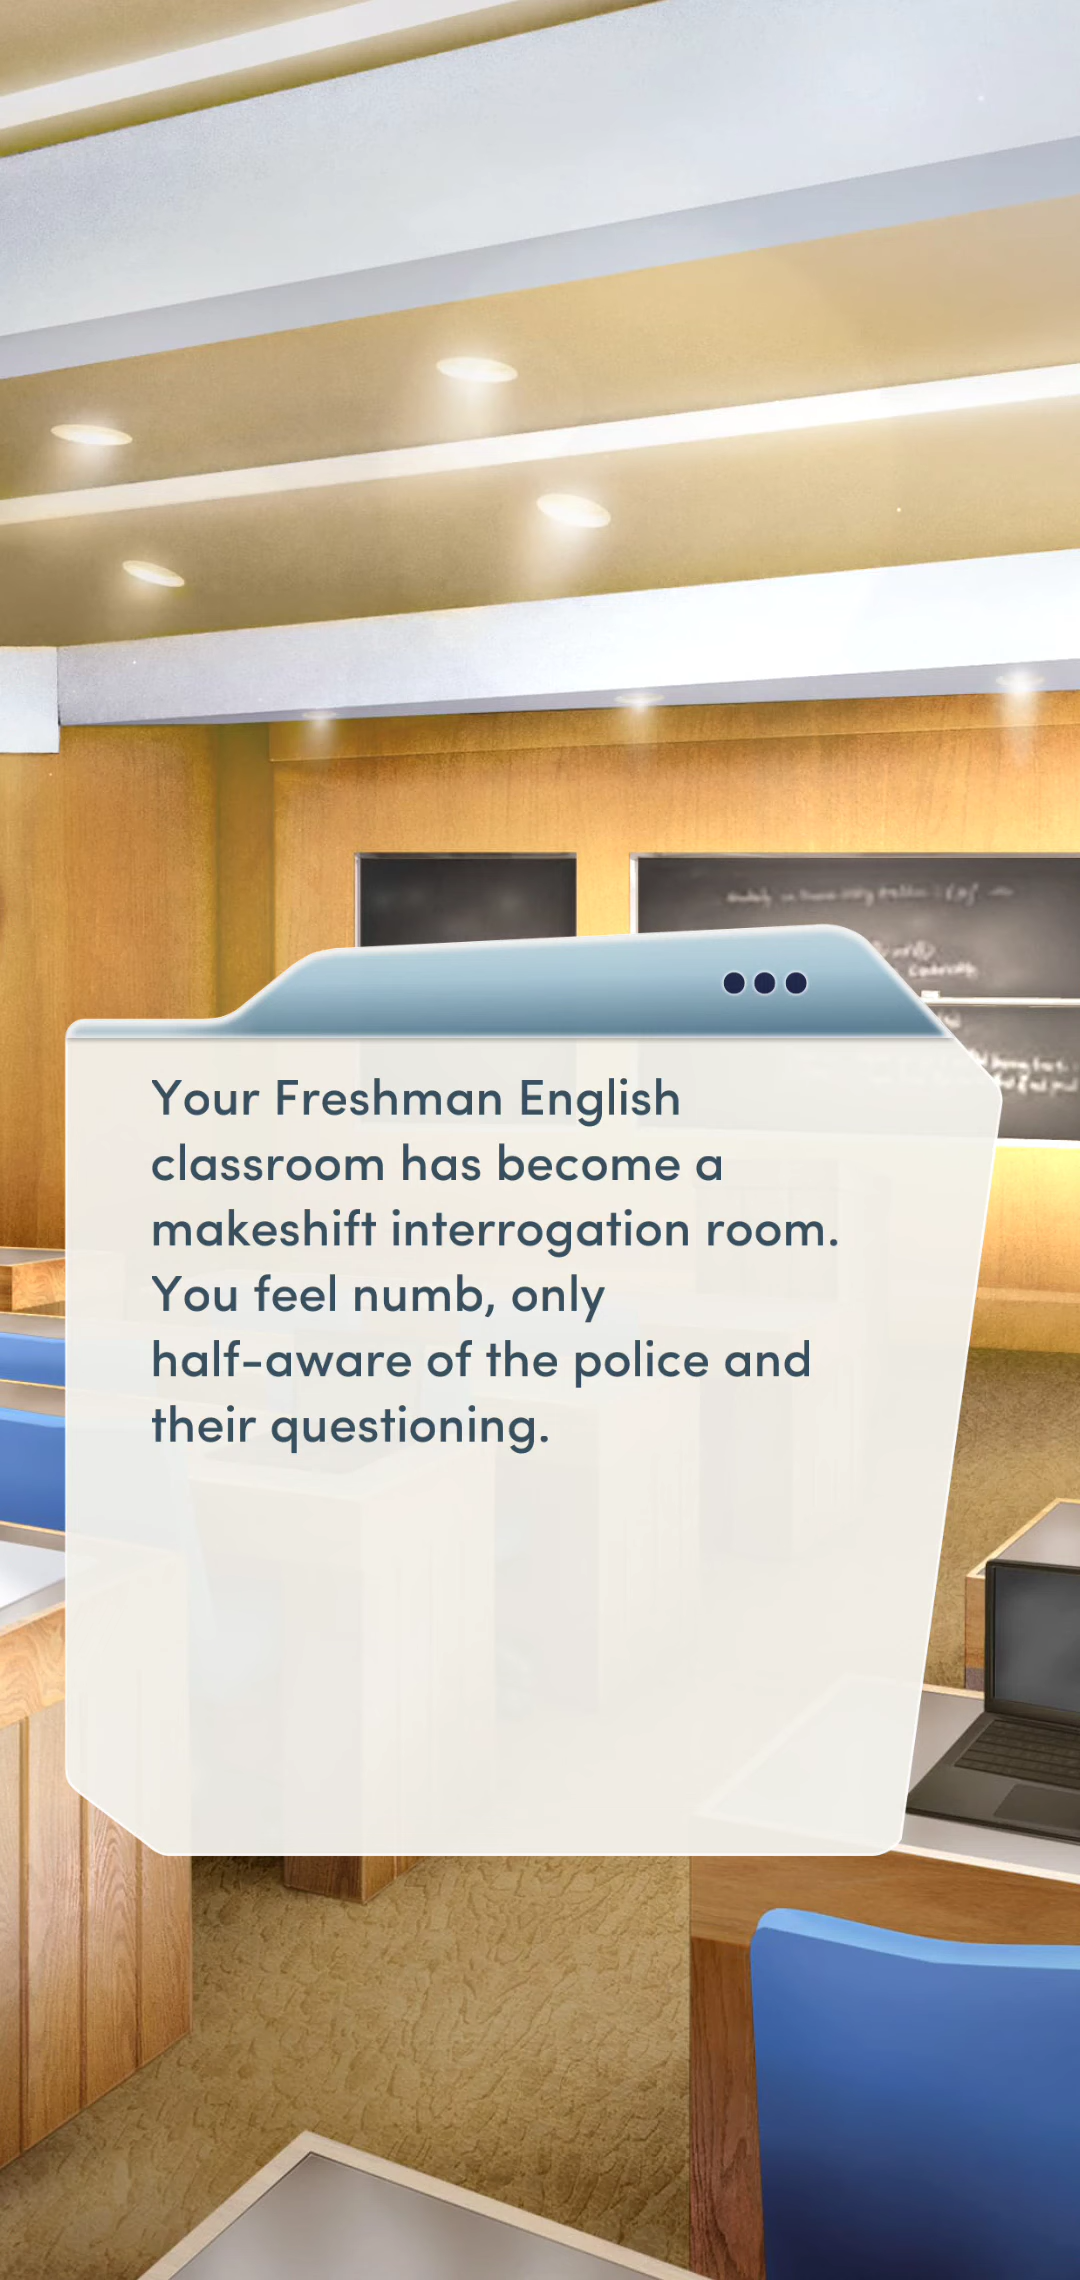 Your Freshman English
classroom has become a
makeshift interrogation room.
You feel numb, only
half-aware of the police and
their questioning.